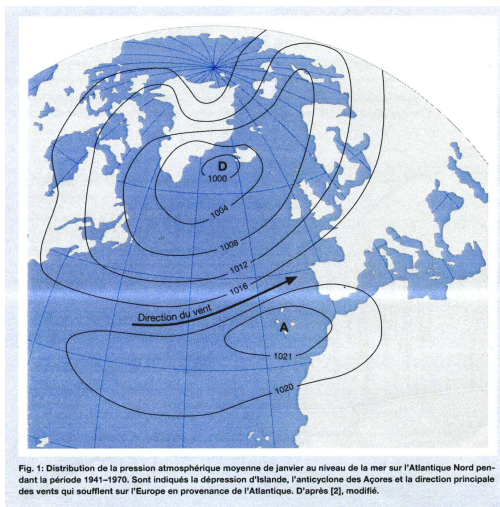 D
1000
1004
1008
1012
1016
Direction du vent
A
1021
1020
Fig. 1: Distribution de la pression atmosphérique moyenne de janvier au niveau de la mer sur l'Atlantique Nord pen-
dant la période 1941–1970. Sont indiqués la dépression d'Islande, l'anticyclone des Açores et la direction principale
des vents qui soufflent sur l'Europe en provenance de l'Atlantique. D'après [2], modifié.